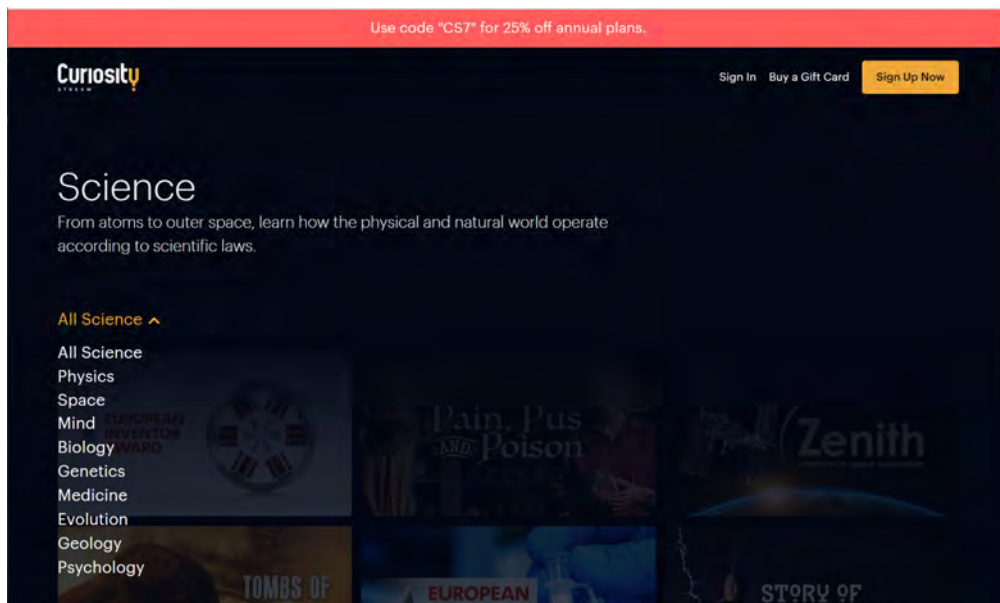 Use code "CS7" for 25% off annual plans.
Curiosity
STREAM
Sign In Buy a Gift Card Sign Up Now
Science
From atoms to outer space, learn how the physical and natural world operate
according to scientific laws.
All Science
All Science
Physics
Space
Mind
Biology
Genetics
Medicine
Evolution
Geology
Psychology
EUROPEAN
INVENTOR
AWARD
Pain, Pus
AND Poison
Zenith
TOMBS OF
EUROPEAN
STORY OF